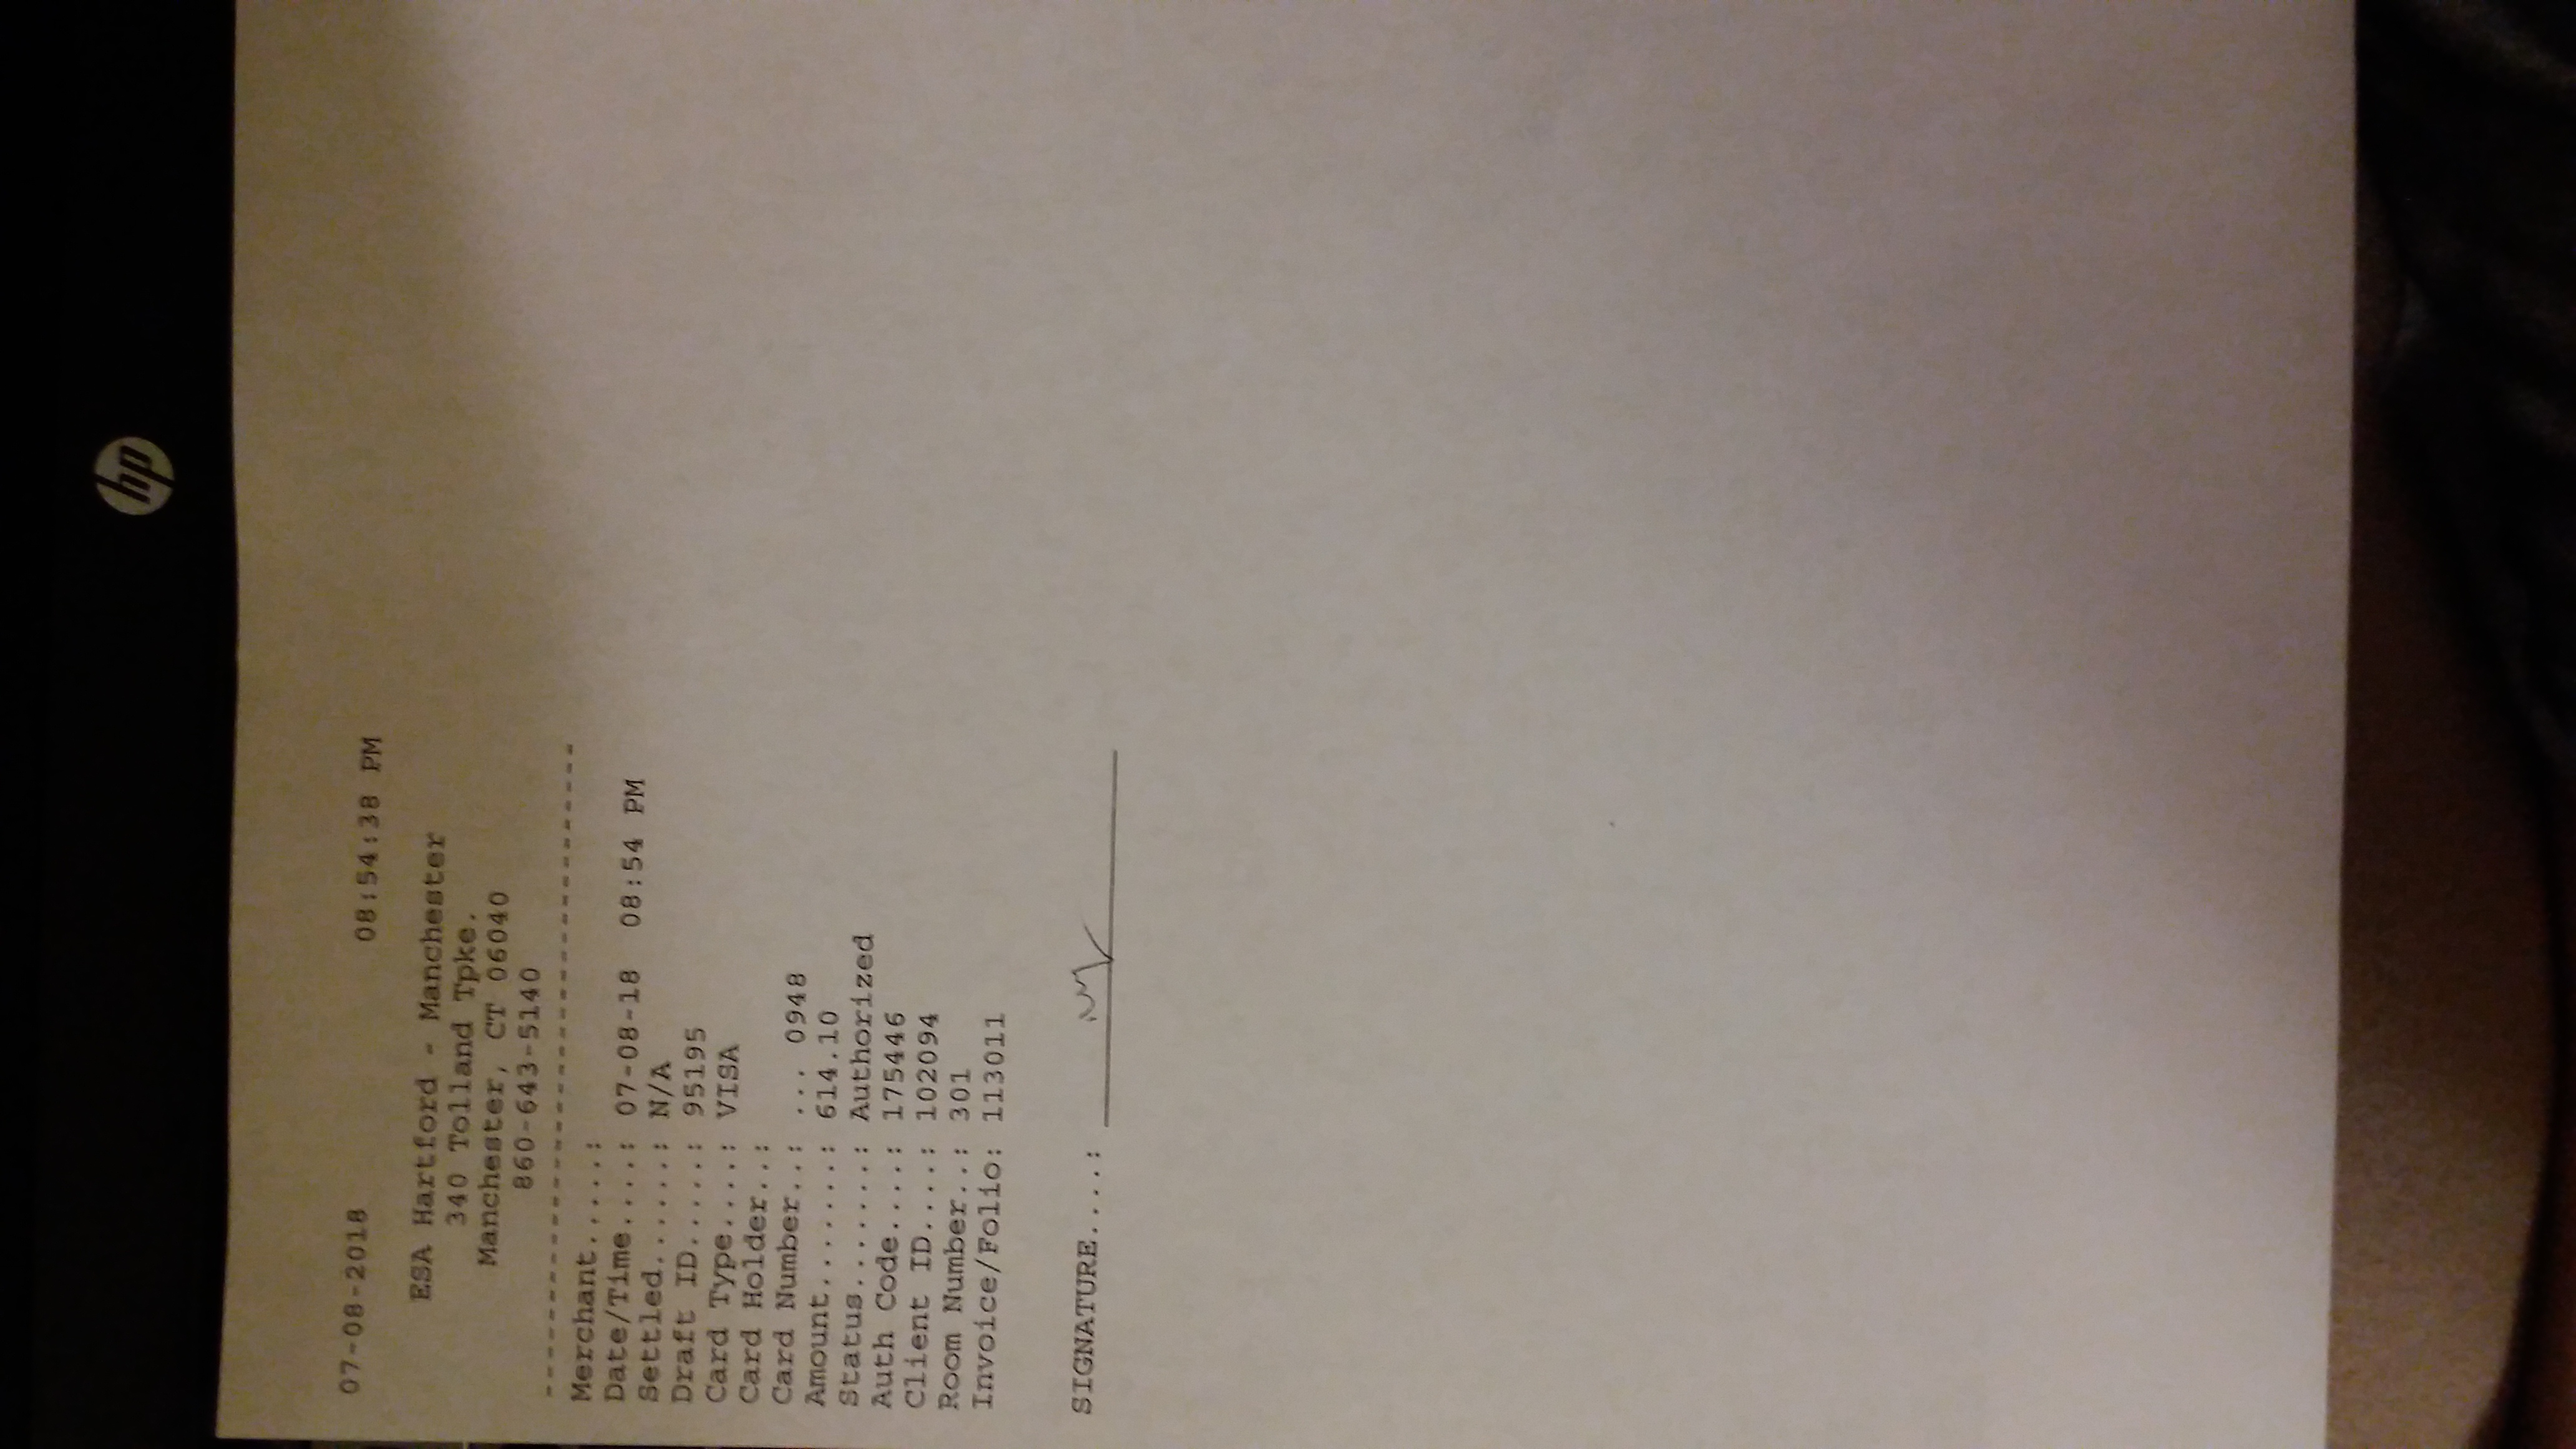 hp
07-08-2018 08:54:38 PM
ESA Hartford - Manchester
340 Tolland Tpke.
Manchester, CT 06040
860-643-5140
-----------------------------------
Merchant.....:
Date/Time....: 07-08-18 08:54 PM
Settled......: N/A
Draft ID.....: 95195
Card Type....: VISA
Card Holder..:
Card Number..: ... 0948
Amount.......: 614.10
Status.......: Authorized
Auth Code....: 175446
Client ID....: 102094
Room Number..: 301
Invoice/Folio: 113011
SIGNATURE....: